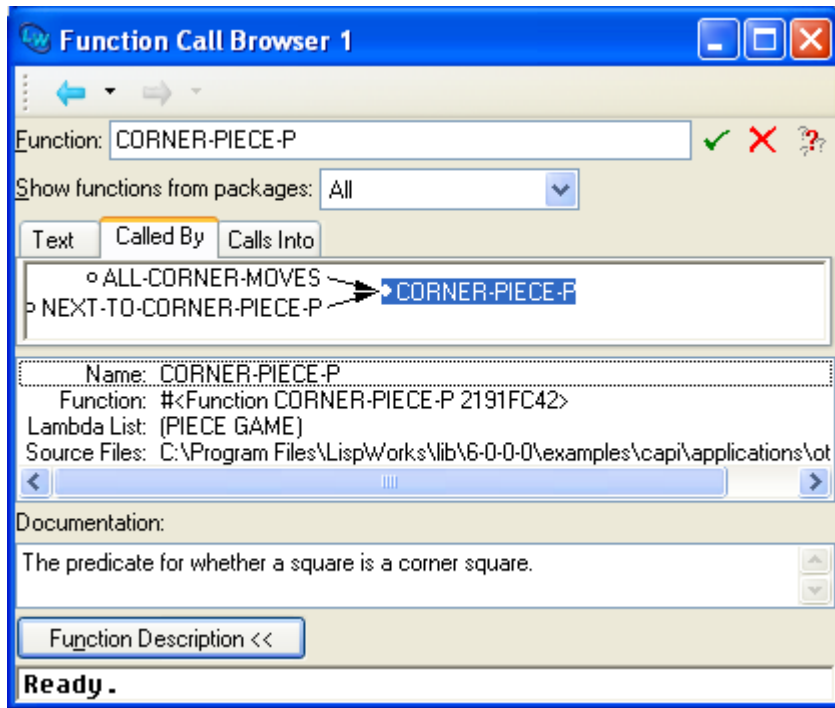 Function Call Browser 1
Function: CORNER-PIECE-P
Show functions from packages: All
Text Called By Calls Into
ALL-CORNER-MOVES
CORNER-PIECE-P
NEXT-TO-CORNER-PIECE-P
Name: CORNER-PIECE-P
Function: #<Function CORNER-PIECE-P 2191FC42>
Lambda List: (PIECE GAME)
Source Files: C:\Program Files\LispWorks\lib\6-0-0-0\examples\capi\applications\ot
Documentation:
The predicate for whether a square is a corner square.
Function Description <<
Ready.